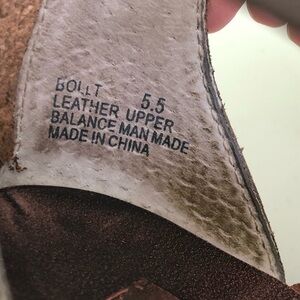 BOLLT 5.5
LEATHER UPPER
BALANCE MAN MADE
MADE IN CHINA